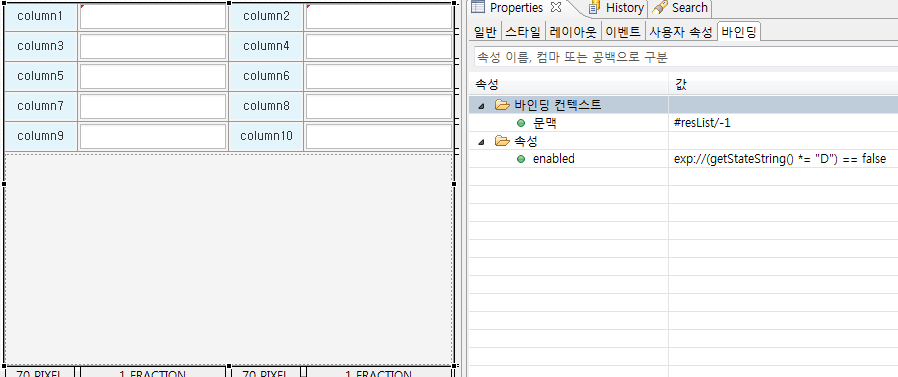 column1 column2
column3 column4
column5 column6
column7 column8
column9 column10
70 PIXEL 1 FRACTION 70 PIXEL 1 FRACTION
Properties History Search
일반 스타일 레이아웃 이벤트 사용자 속성 바인딩
속성 이름, 컴마 또는 공백으로 구분
속성 값
바인딩 컨텍스트
문맥 #resList/-1
속성
enabled exp://(getStateString() *= "D") == false